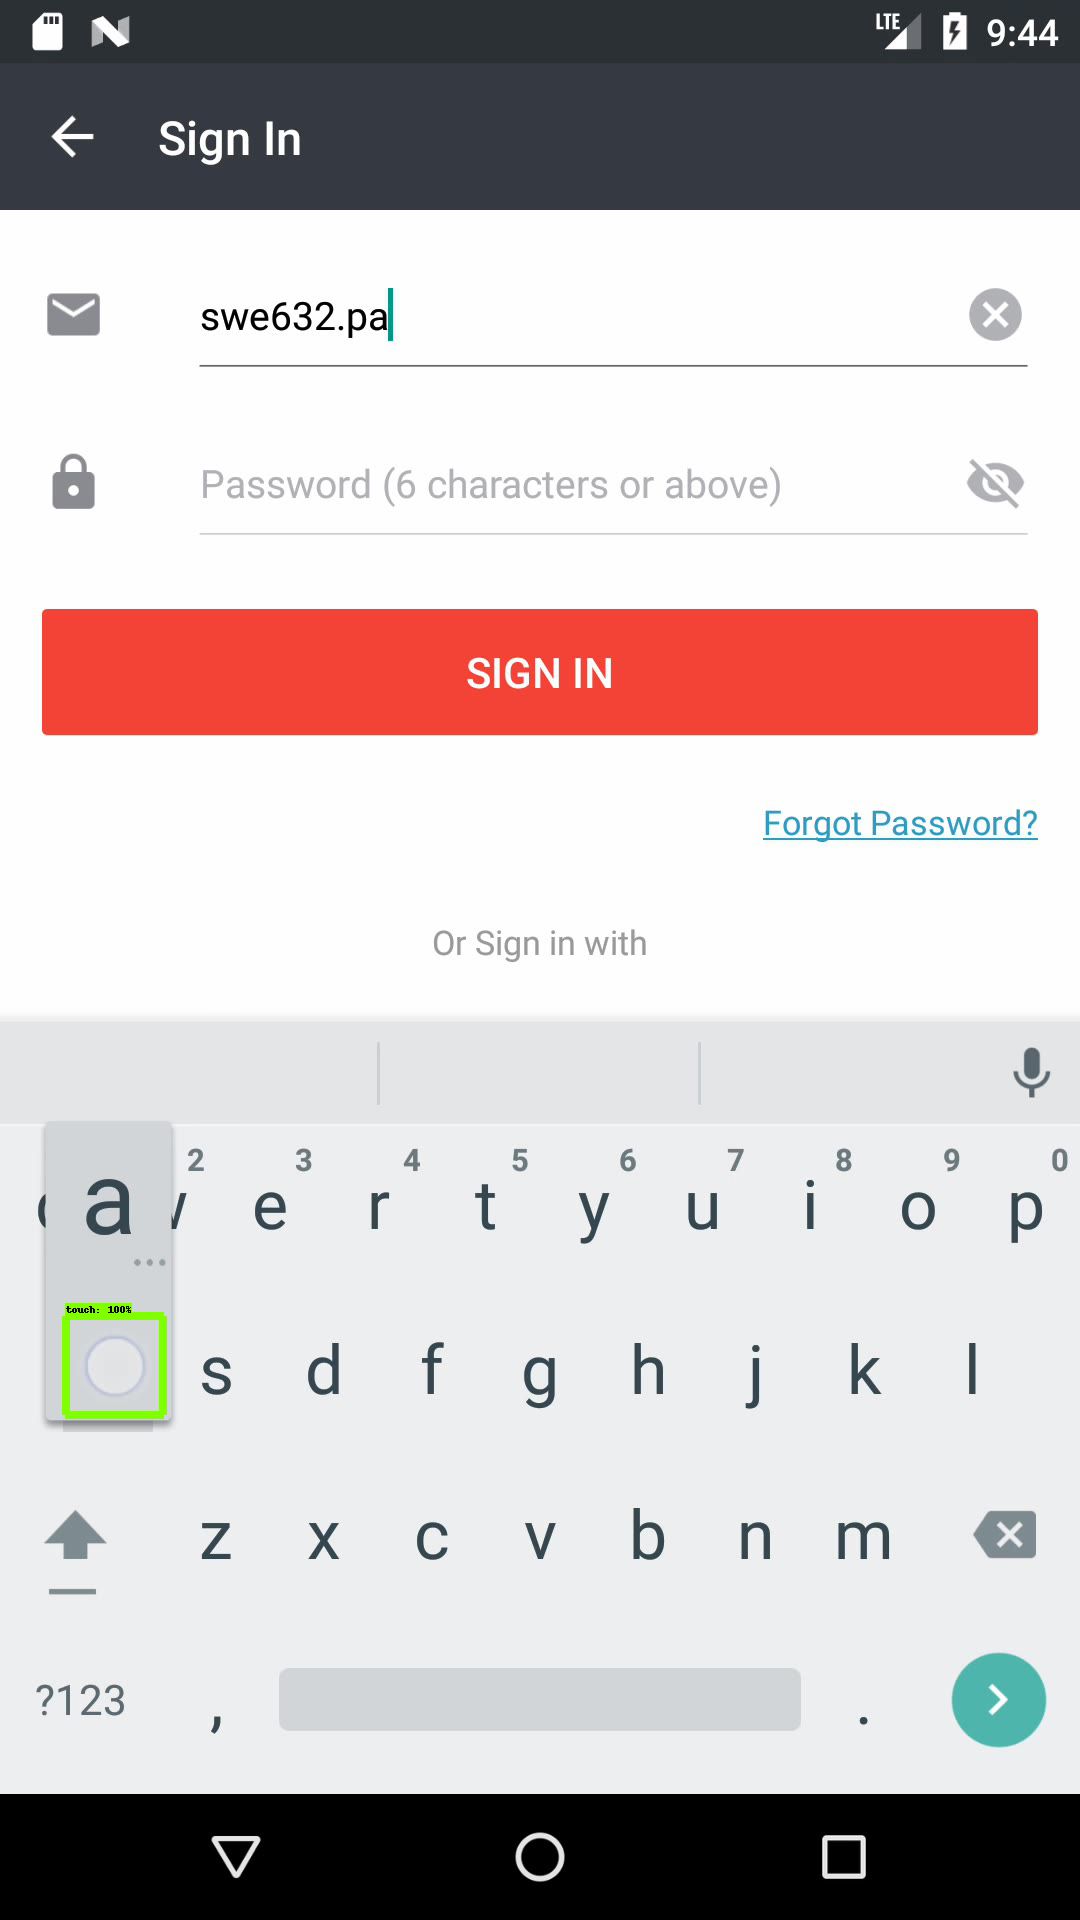 LTE 9:44
Sign In
swe632.pa
Password (6 characters or above)
SIGN IN
Forgot Password?
Or Sign in with
2 3 4 5 6 7 8 9 0
a e r t y u i o p
touch: 100%
s d f g h j k l
z x c v b n m
?123 , .